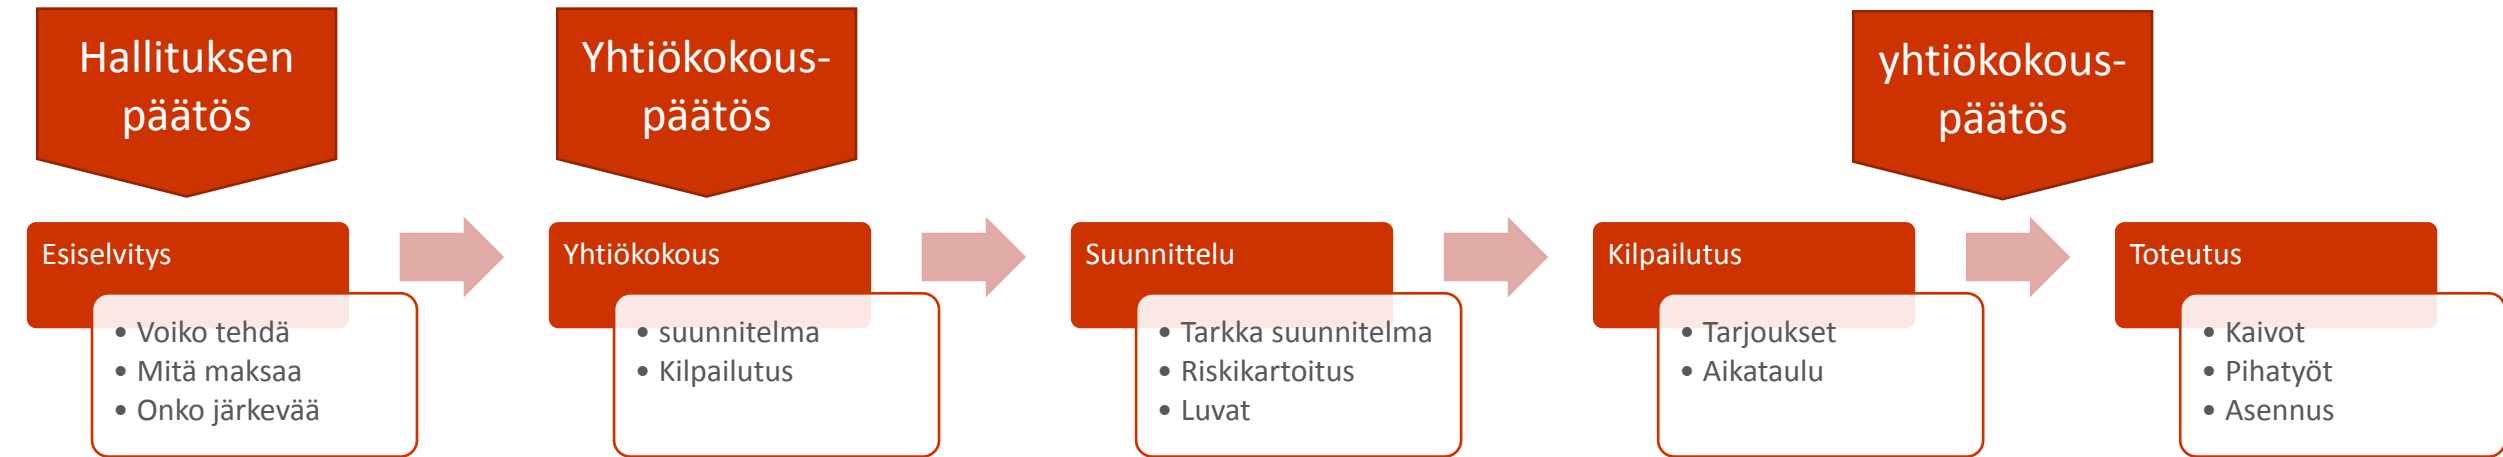 Hallituksen
päätös
Yhtiökokous-
päätös
yhtiökokous-
päätös
Esiselvitys
• Voiko tehdä
• Mitä maksaa
• Onko järkevää
Yhtiökokous
• suunnitelma
• Kilpailutus
Suunnittelu
• Tarkka suunnitelma
• Riskikartoitus
• Luvat
Kilpailutus
• Tarjoukset
• Aikataulu
Toteutus
• Kaivot
• Pihatyöt
• Asennus